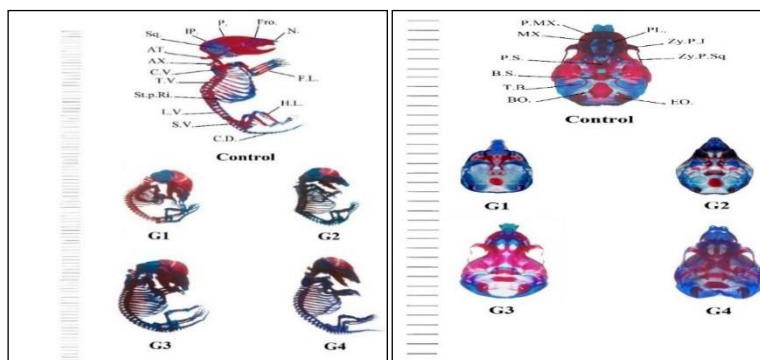 P.
Fro.
IP.
N.
Sq.
AT.
AX.
C.V.
T.V.
F.L.
St.p.Ri.
H.L.
L.V.
S.V.
C.D.
Control
G1
G2
G3
G4
P.MX.
PL.
MX.
Zy.P.J
P.S.
Zy.P.Sq
B.S.
T.B.
BO.
EO.
Control
G1
G2
G3
G4